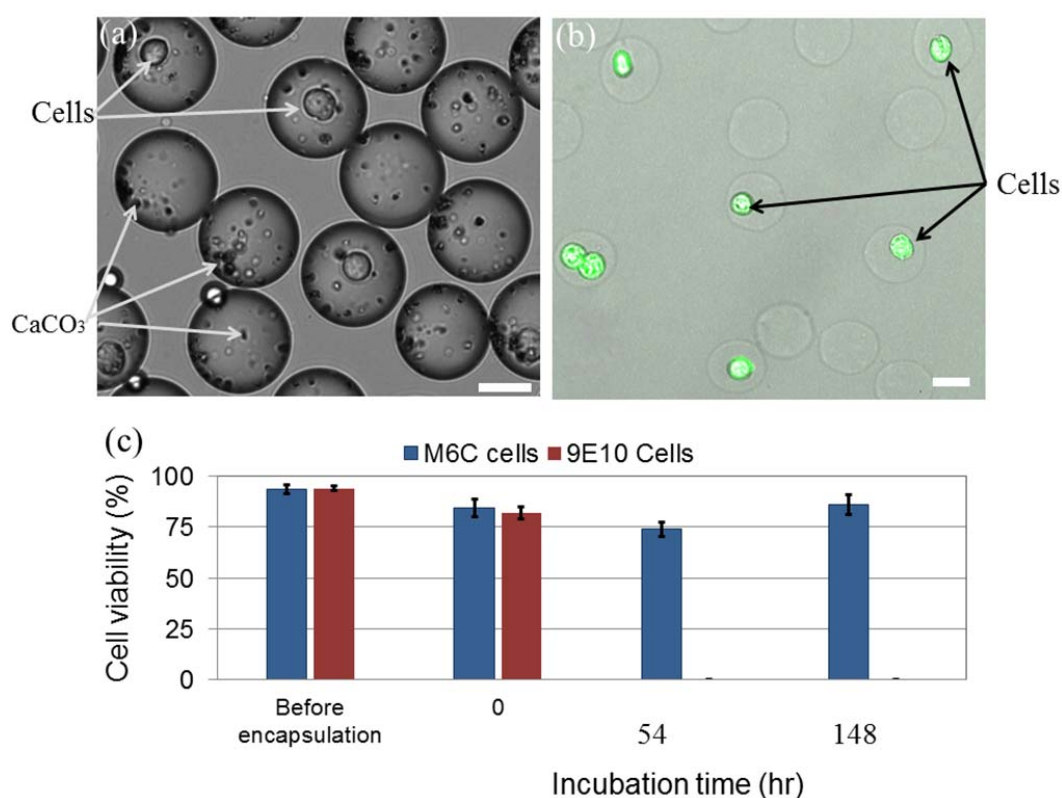 (a)
Cells
CaCO₃
(b)
Cells
(c)
M6C cells 9E10 Cells
Cell viability (%)
100
75
50
25
0
Before
encapsulation
0
54
148
Incubation time (hr)